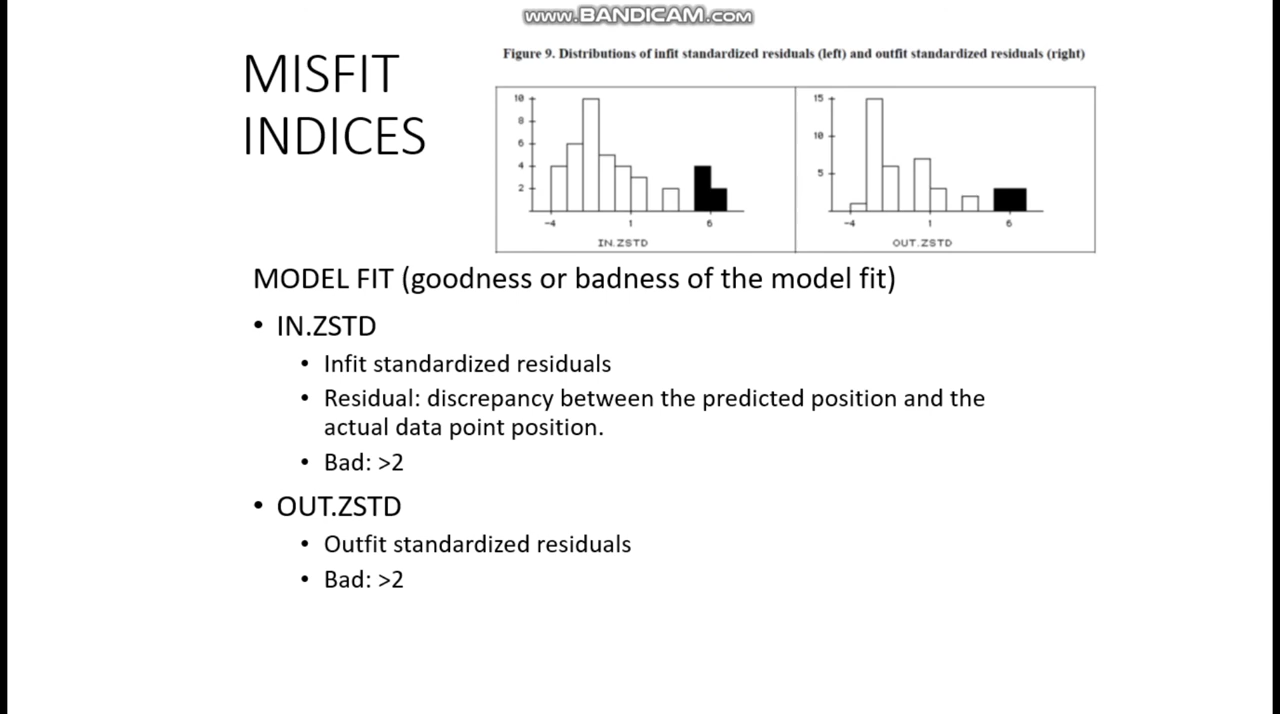 www.BANDICAM.com
MISFIT
INDICES
Figure 9. Distributions of infit standardized residuals (left) and outfit standardized residuals (right)
10
8
6
4
2
-4 1 6
IN.ZSTD
15
10
5
-4 1 6
OUT.ZSTD
MODEL FIT (goodness or badness of the model fit)
• IN.ZSTD
• Infit standardized residuals
• Residual: discrepancy between the predicted position and the
actual data point position.
• Bad: >2
• OUT.ZSTD
• Outfit standardized residuals
• Bad: >2